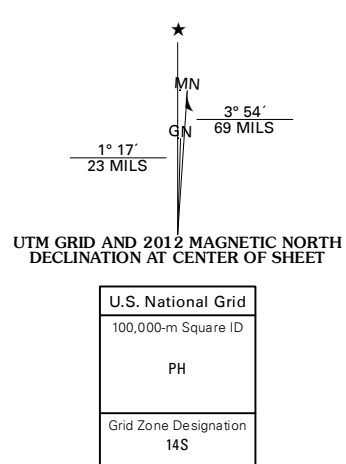 ★
MN
3° 54´
69 MILS
GN
1° 17´
23 MILS
UTM GRID AND 2012 MAGNETIC NORTH
DECLINATION AT CENTER OF SHEET
U.S. National Grid
100,000-m Square ID
PH
Grid Zone Designation
14S